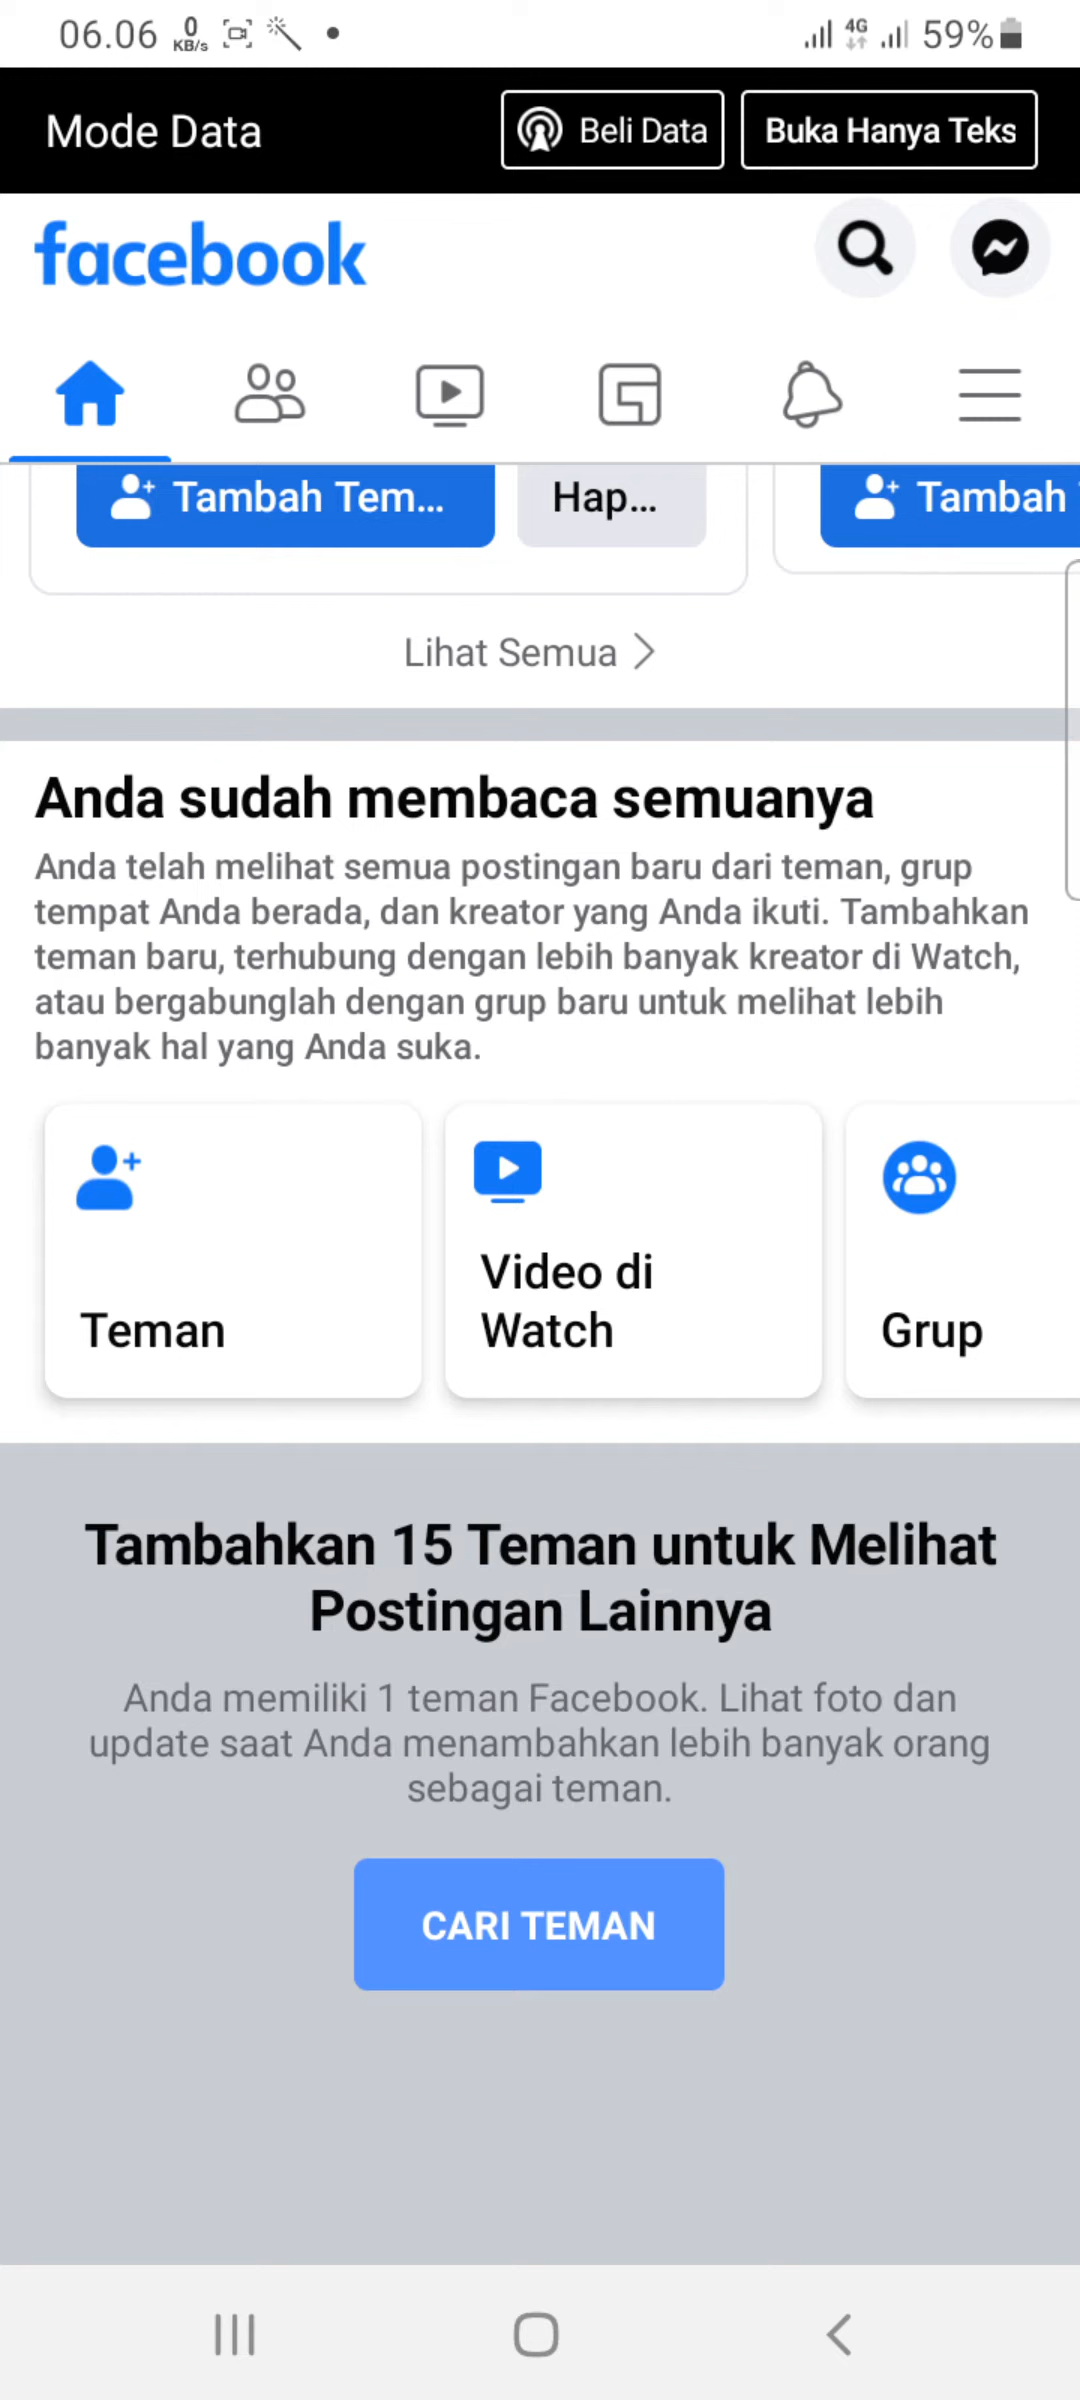 06.06 0 KB/s 4G 59%
Mode Data Beli Data Buka Hanya Teks
facebook
Tambah Tem... Hap... Tambah
Lihat Semua
Anda sudah membaca semuanya
Anda telah melihat semua postingan baru dari teman, grup
tempat Anda berada, dan kreator yang Anda ikuti. Tambahkan
teman baru, terhubung dengan lebih banyak kreator di Watch,
atau bergabunglah dengan grup baru untuk melihat lebih
banyak hal yang Anda suka.
Teman
Video di
Watch
Grup
Tambahkan 15 Teman untuk Melihat
Postingan Lainnya
Anda memiliki 1 teman Facebook. Lihat foto dan
update saat Anda menambahkan lebih banyak orang
sebagai teman.
CARI TEMAN